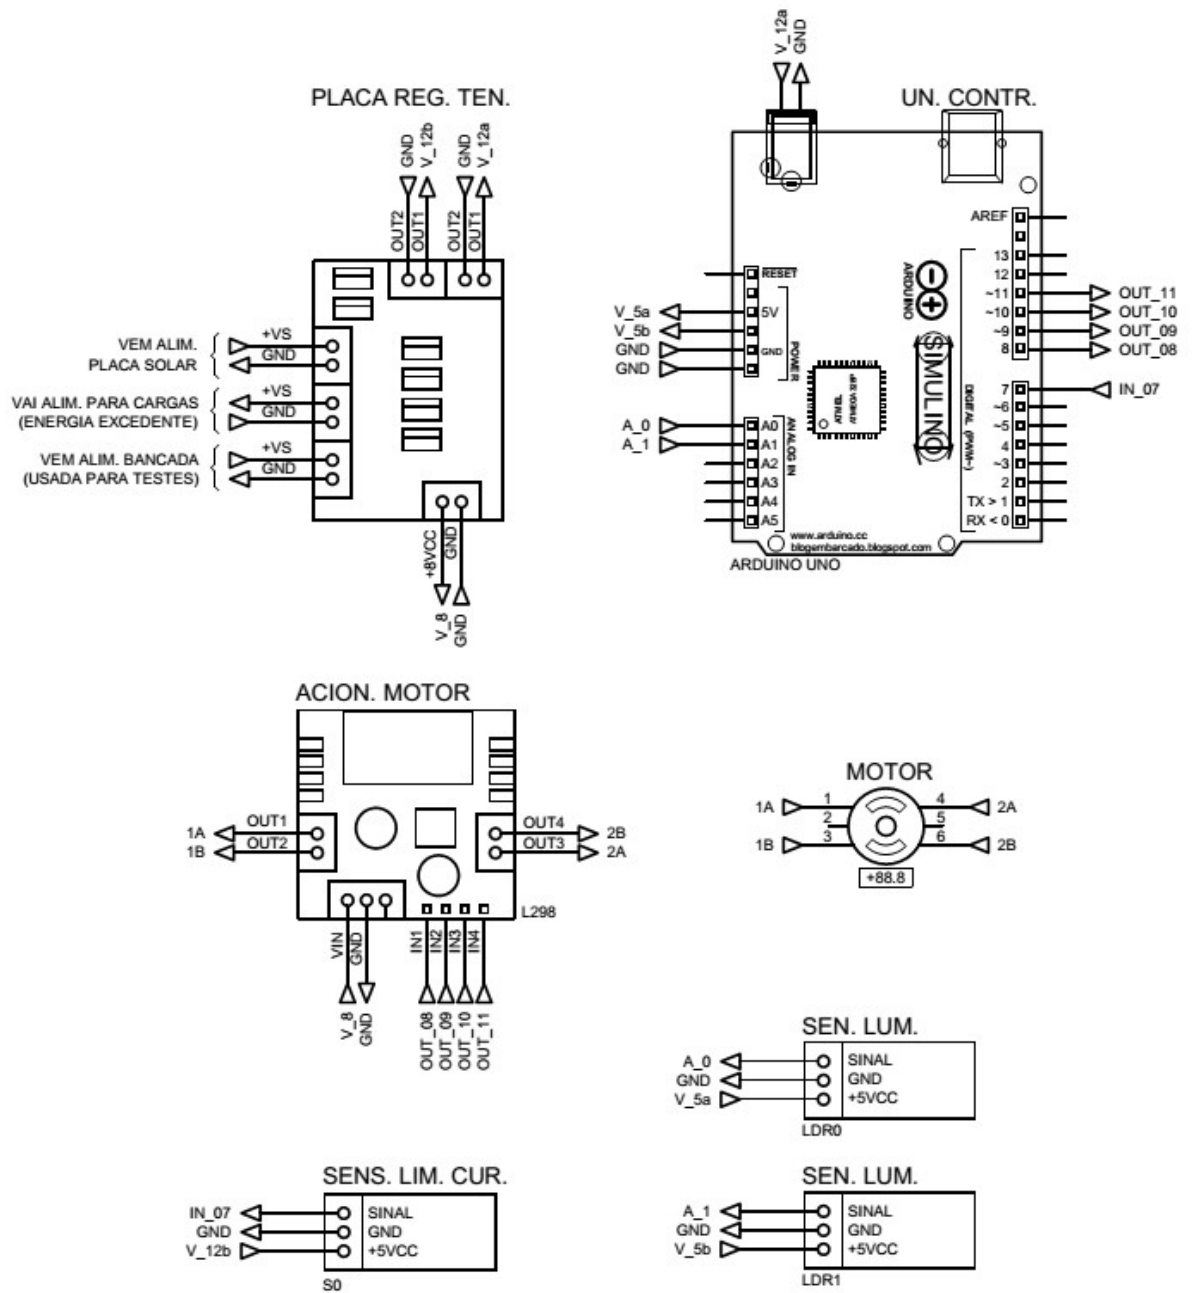 PLACA REG. TEN.
GND
V_12b
GND
V_12a
OUT2
OUT1
OUT2
OUT1
VEM ALIM.
PLACA SOLAR
+VS
GND
VAI ALIM. PARA CARGAS
(ENERGIA EXCEDENTE)
+VS
GND
VEM ALIM. BANCADA
(USADA PARA TESTES)
+VS
GND
+8VCC
GND
V_8
GND
V_12a
GND
UN. CONTR.
AREF
RESET
13
12
V_5a
5V
~11
OUT_11
V_5b
~10
OUT_10
GND
~9
OUT_09
GND
GND
8
OUT_08
POWER
ARDUINO
SIMULINO
ATMEL
7
IN_07
~6
A_0
A0
~5
A_1
A1
4
A2
~3
A3
2
A4
TX > 1
A5
RX < 0
ANALOG IN
DIGITAL (PWM~)
www.arduino.cc
blogembarcado.blogspot.com
ARDUINO UNO
ACION. MOTOR
1A
OUT1
1B
OUT2
OUT4
2B
OUT3
2A
L298
VIN
GND
IN1
IN2
IN3
IN4
V_8
GND
OUT_08
OUT_09
OUT_10
OUT_11
MOTOR
1A
1
4
2A
2
5
1B
3
6
2B
+88.8
SEN. LUM.
A_0
SINAL
GND
GND
V_5a
+5VCC
LDR0
SENS. LIM. CUR.
IN_07
SINAL
GND
GND
V_12b
+5VCC
S0
SEN. LUM.
A_1
SINAL
GND
GND
V_5b
+5VCC
LDR1